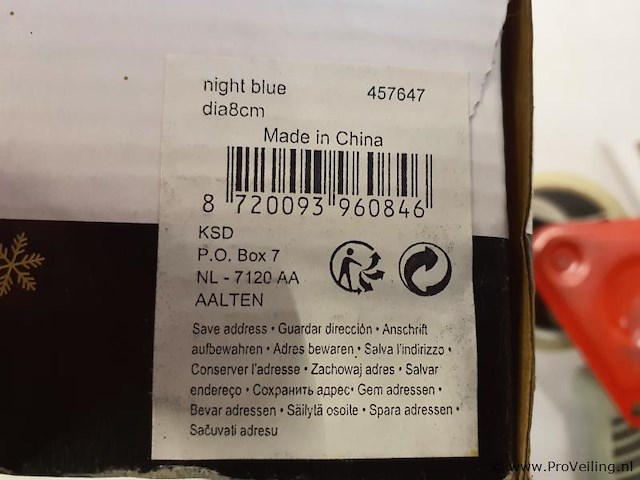 night blue 457647
dia8cm
Made in China
8 720093 960846
KSD
P.O. Box 7
NL - 7120 AA
AALTEN
Save address • Guardar dirección • Anschrift
aufbewahren • Adres bewaren • Salva l'indirizzo •
Conserver l'adresse • Zachowaj adres • Salvar
endereço • Сохранить адрес • Gem adressen •
Bevar adressen • Säilytä osoite • Spara adressen •
Sačuvati adresu
© www.ProVeiling.nl